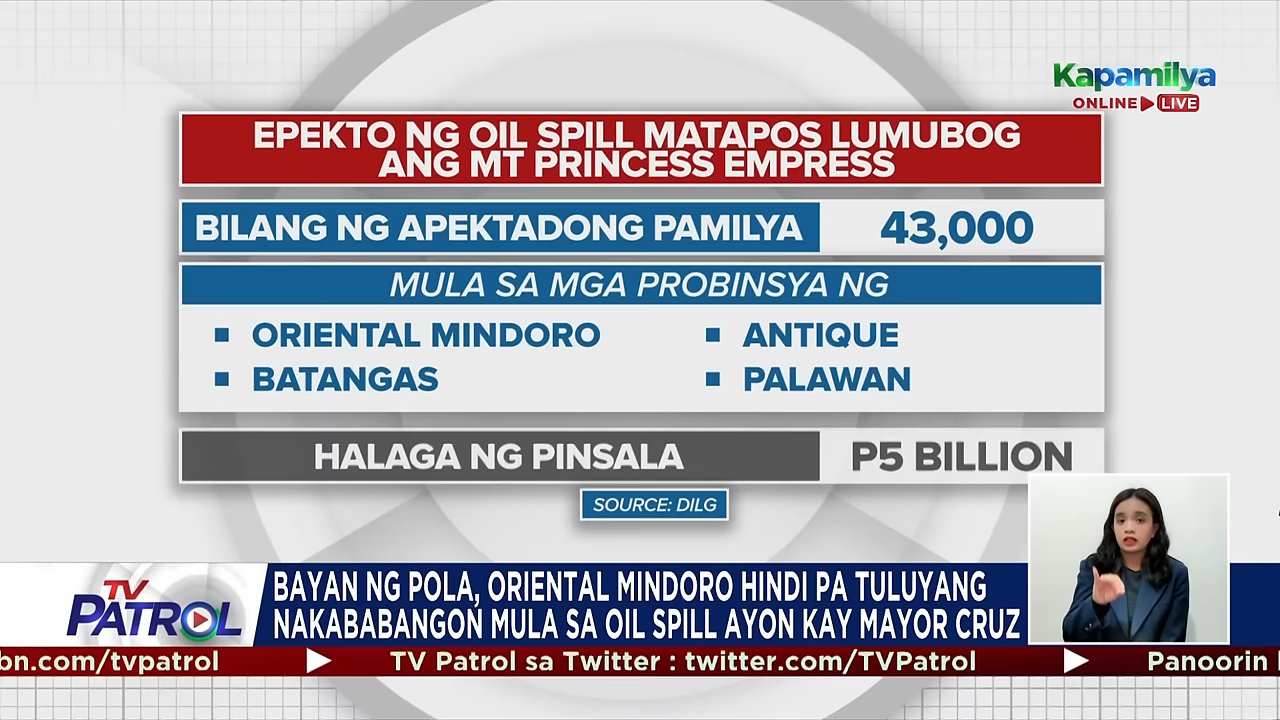 Kapamilya
ONLINE LIVE
EPEKTO NG OIL SPILL MATAPOS LUMUBOG
ANG MT PRINCESS EMPRESS
BILANG NG APEKTADONG PAMILYA 43,000
MULA SA MGA PROBINSYA NG
ORIENTAL MINDORO
ANTIQUE
BATANGAS
PALAWAN
HALAGA NG PINSALA P5 BILLION
SOURCE: DILG
TV PATROL
BAYAN NG POLA, ORIENTAL MINDORO HINDI PA TULUYANG
NAKABABANGON MULA SA OIL SPILL AYON KAY MAYOR CRUZ
bn.com/tvpatrol TV Patrol sa Twitter : twitter.com/TVPatrol Panoorin